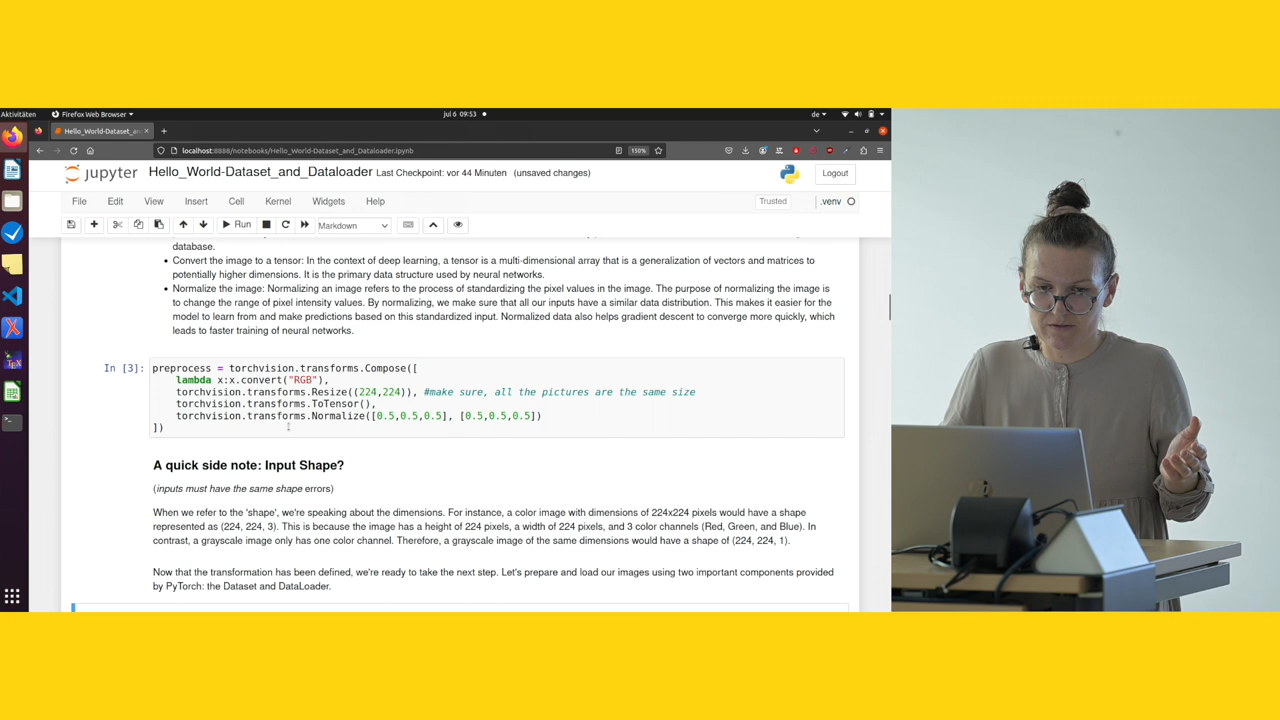 Aktivitäten
Firefox Web Browser
Jul 6 09:53
de
Hello_World-Dataset_an
localhost:8888/notebooks/Hello_World-Dataset_and_Dataloader.ipynb
150%
jupyter Hello_World-Dataset_and_Dataloader Last Checkpoint: vor 44 Minuten (unsaved changes)
Logout
File Edit View Insert Cell Kernel Widgets Help
Trusted
.venv
Run
Markdown
database.
• Convert the image to a tensor: In the context of deep learning, a tensor is a multi-dimensional array that is a generalization of vectors and matrices to
potentially higher dimensions. It is the primary data structure used by neural networks.
• Normalize the image: Normalizing an image refers to the process of standardizing the pixel values in the image. The purpose of normalizing the image is
to change the range of pixel intensity values. By normalizing, we make sure that all our inputs have a similar data distribution. This makes it easier for the
model to learn from and make predictions based on this standardized input. Normalized data also helps gradient descent to converge more quickly, which
leads to faster training of neural networks.
In [3]: preprocess = torchvision.transforms.Compose([
lambda x:x.convert("RGB"),
torchvision.transforms.Resize((224,224)), #make sure, all the pictures are the same size
torchvision.transforms.ToTensor(),
torchvision.transforms.Normalize([0.5,0.5,0.5], [0.5,0.5,0.5])
])
A quick side note: Input Shape?
(inputs must have the same shape errors)
When we refer to the 'shape', we're speaking about the dimensions. For instance, a color image with dimensions of 224x224 pixels would have a shape
represented as (224, 224, 3). This is because the image has a height of 224 pixels, a width of 224 pixels, and 3 color channels (Red, Green, and Blue). In
contrast, a grayscale image only has one color channel. Therefore, a grayscale image of the same dimensions would have a shape of (224, 224, 1).
Now that the transformation has been defined, we're ready to take the next step. Let's prepare and load our images using two important components provided
by PyTorch: the Dataset and DataLoader.